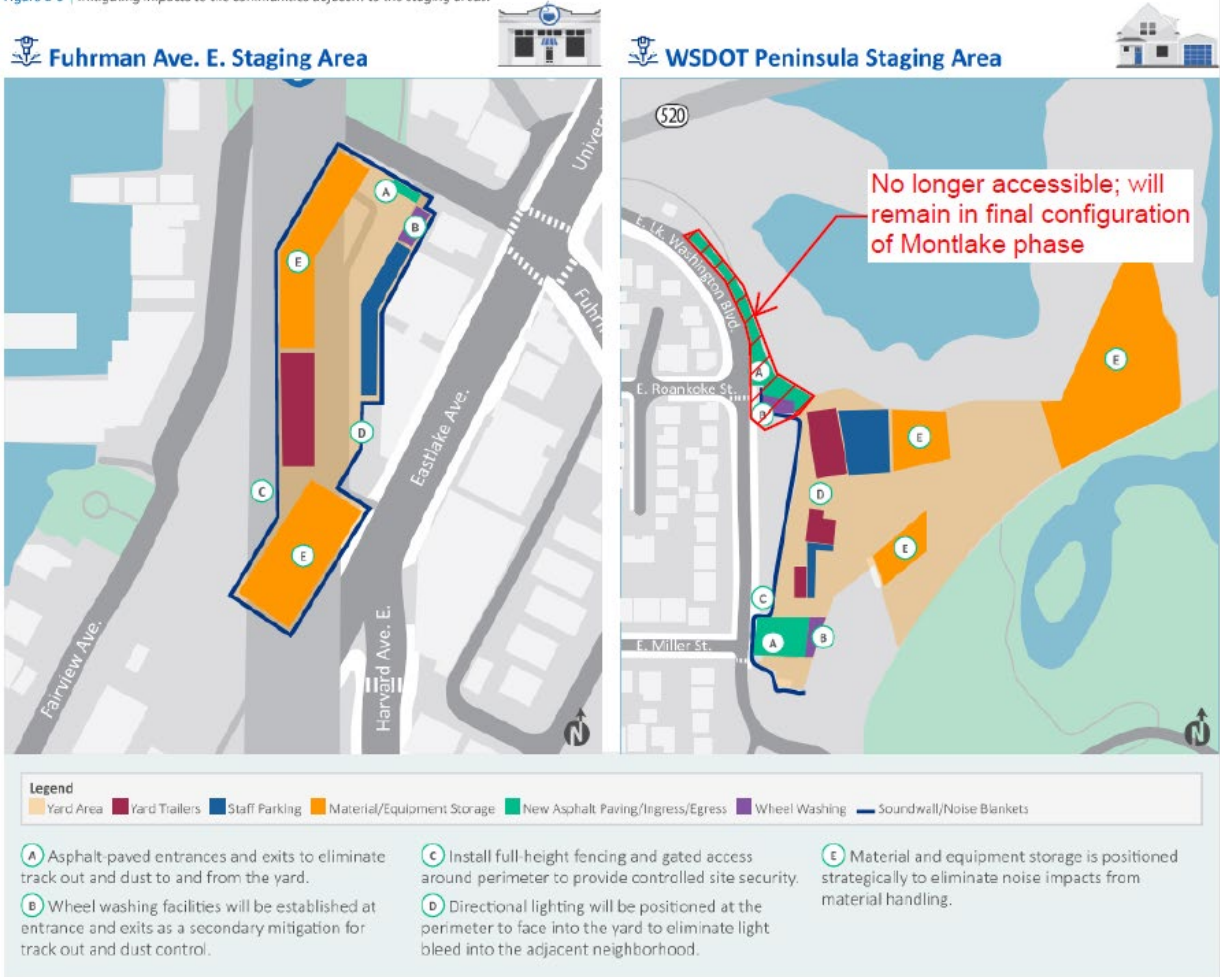 Fuhrman Ave. E. Staging Area
WSDOT Peninsula Staging Area
A
B
E
D
C
E
Fairview Ave.
Eastlake Ave.
Harvard Ave. E.
N
520
No longer accessible; will
remain in final configuration
of Montlake phase
E. Lk. Washington Blvd.
E
A
E. Roankoke St.
B
E
D
E
C
A
B
E. Miller St.
N
Legend
Yard Area Yard Trailers Staff Parking Material/Equipment Storage New Asphalt Paving/Ingress/Egress Wheel Washing Soundwall/Noise Blankets
A Asphalt-paved entrances and exits to eliminate
track out and dust to and from the yard.
B Wheel washing facilities will be established at
entrance and exits as a secondary mitigation for
track out and dust control.
C Install full-height fencing and gated access
around perimeter to provide controlled site security.
D Directional lighting will be positioned at the
perimeter to face into the yard to eliminate light
bleed into the adjacent neighborhood.
E Material and equipment storage is positioned
strategically to eliminate noise impacts from
material handling.